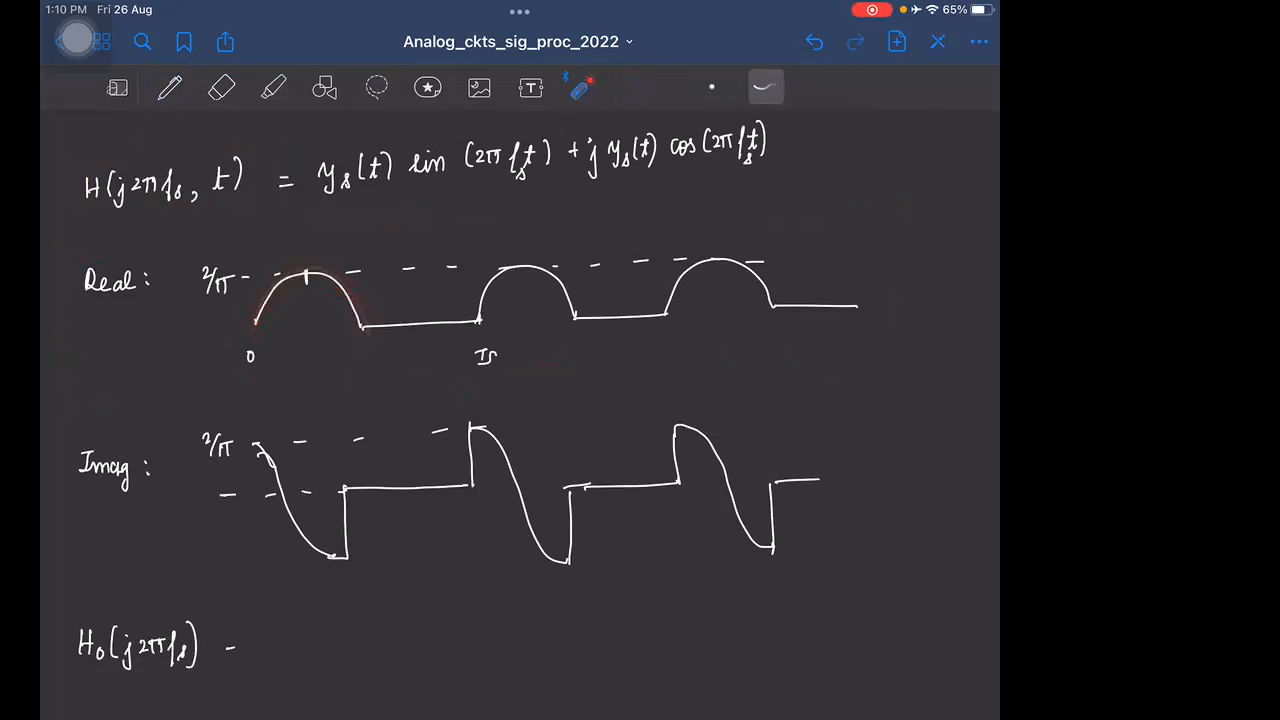 1:10 PM Fri 26 Aug
65%
Analog_ckts_sig_proc_2022
T
H(j2πfs, t) = ys(t) sin (2πfst) + j ys(t) cos(2πfst)
Real: 2/π
0 Ts
Imag: 2/π
H0(j2πfs) -